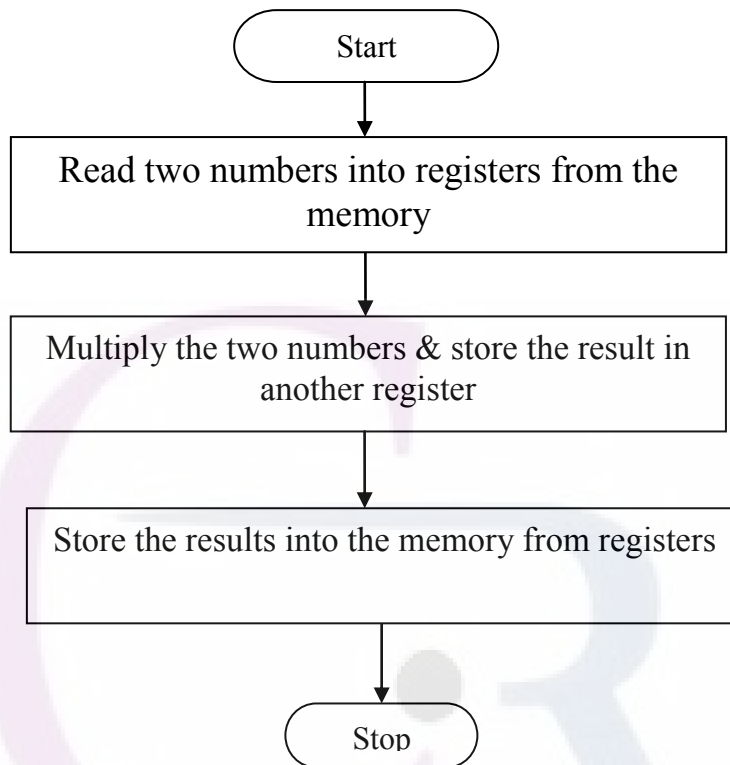 Start
Read two numbers into registers from the
memory
Multiply the two numbers & store the result in
another register
Store the results into the memory from registers
Stop